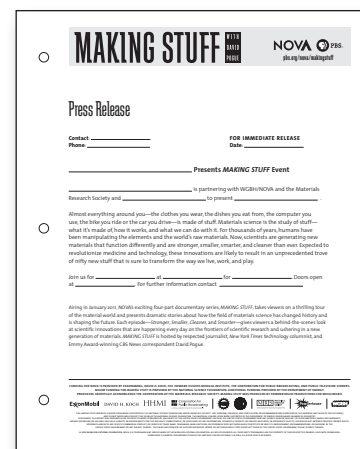 MAKING STUFF WITH DAVID POGUE
NOVA PBS
pbs.org/nova/makingstuff
Press Release
Contact: FOR IMMEDIATE RELEASE
Phone: Date:
Presents MAKING STUFF Event
is partnering with WGBH/NOVA and the Materials
Research Society and to present .
Almost everything around you—the clothes you wear, the dishes you eat from, the computer you
use, the bike you ride or the car you drive—is made of stuff. Materials science is the study of stuff—
what it's made of, how it works, and what we can do with it. For thousands of years, humans have
been manipulating the elements and the world's raw materials. Now, scientists are generating new
materials that function differently and are stronger, smaller, smarter, and cleaner than ever. Expected to
revolutionize medicine and technology, these innovations are likely to result in an unprecedented trove
of nifty new stuff that is sure to transform the way we live, work, and play.
Join us for at for . Doors open
at . For further information contact
Airing in January 2011, NOVA's exciting four-part documentary series, MAKING STUFF, takes viewers on a thrilling tour
of the material world and presents dramatic stories about how the field of materials science has changed history and
is shaping the future. Each episode—Stronger, Smaller, Cleaner, and Smarter—gives viewers a behind-the-scenes look
at scientific innovations that are happening every day on the frontiers of scientific research and ushering in a new
generation of materials. MAKING STUFF is hosted by respected journalist, New York Times technology columnist, and
Emmy Award-winning CBS News correspondent David Pogue.
ExxonMobil DAVID H. KOCH HHMI